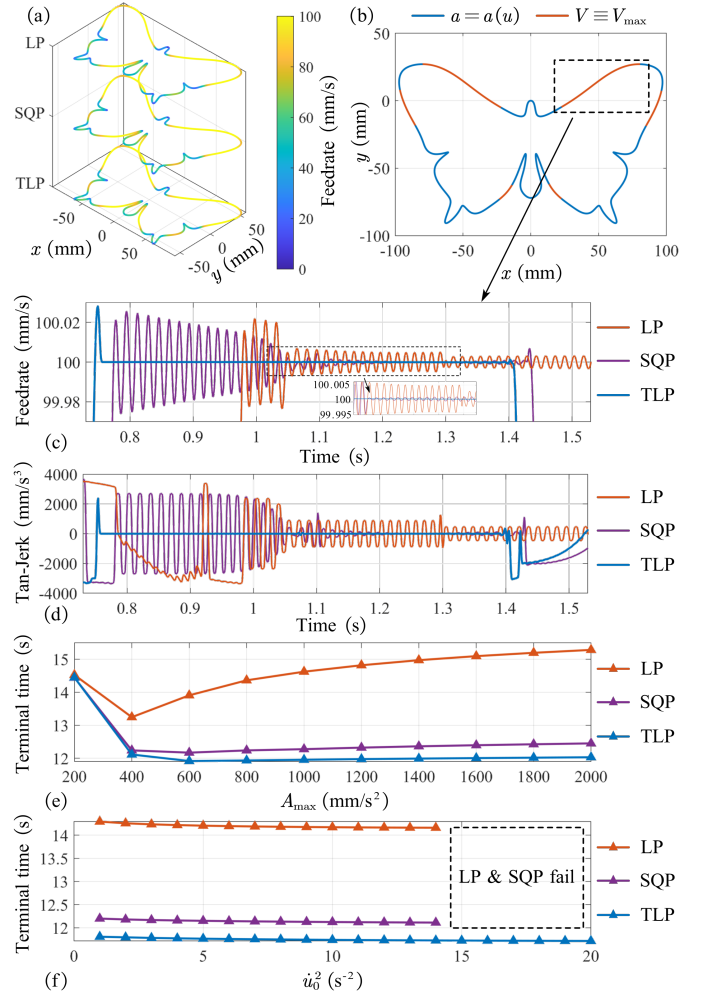 (a)
LP
SQP
TLP
-50
0
50
x (mm)
-50
0
50
y (mm)
100
80
60
40
20
0
Feedrate (mm/s)
(b)
a = a(u)
V ≡ Vmax
50
0
-50
-100
y (mm)
-100 -50 0 50 100
x (mm)
100.02
100
99.98
Feedrate (mm/s)
100.005
100
99.995
0.8 0.9 1 1.1 1.2 1.3 1.4 1.5
(c)
Time (s)
LP
SQP
TLP
4000
2000
0
-2000
-4000
Tan-Jerk (mm/s³)
0.8 0.9 1 1.1 1.2 1.3 1.4 1.5
(d)
Time (s)
LP
SQP
TLP
15
14
13
12
Terminal time (s)
200 400 600 800 1000 1200 1400 1600 1800 2000
(e)
Amax (mm/s²)
LP
SQP
TLP
14
13.5
13
12.5
12
Terminal time (s)
LP & SQP fail
0 5 10 15 20
(f)
u̇₀² (s⁻²)
LP
SQP
TLP